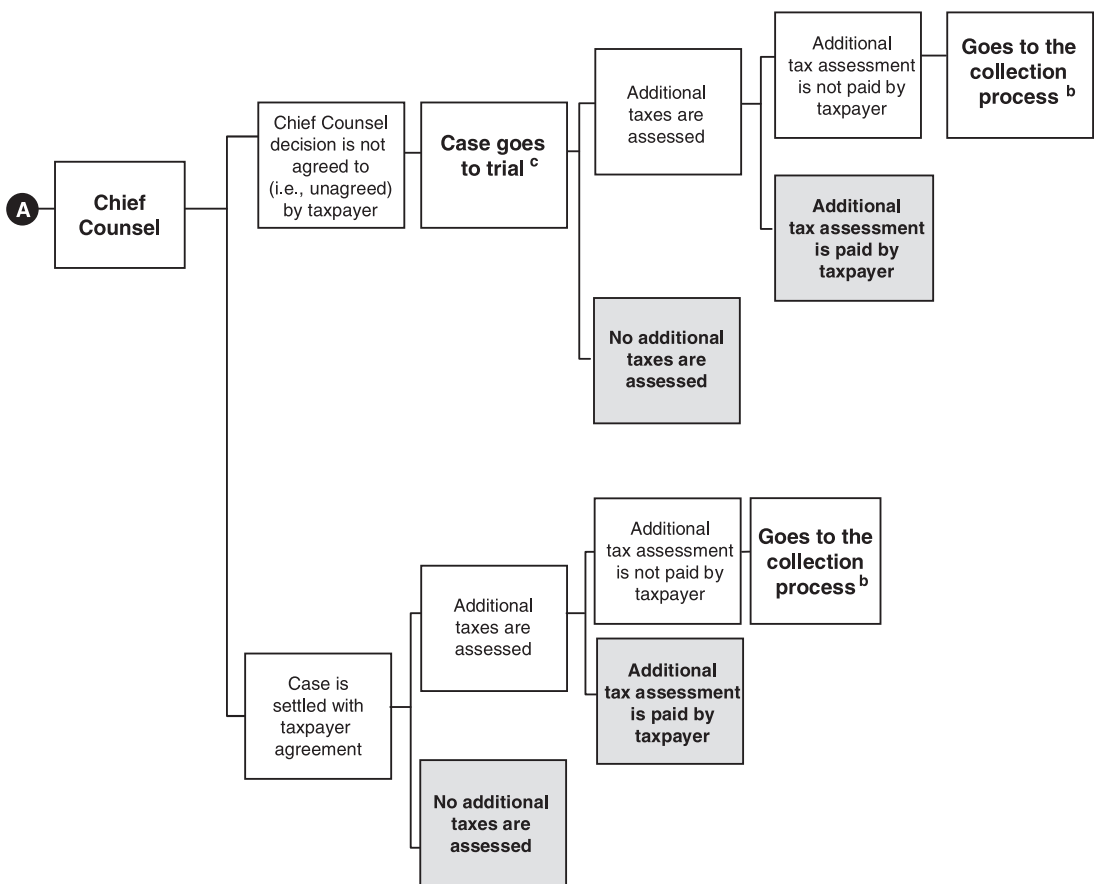 A
Chief
Counsel
Chief Counsel
decision is not
agreed to
(i.e., unagreed)
by taxpayer
Case goes
to trial c
Additional
taxes are
assessed
Additional
tax assessment
is not paid by
taxpayer
Goes to the
collection
process b
Additional
tax assessment
is paid by
taxpayer
No additional
taxes are
assessed
Case is
settled with
taxpayer
agreement
Additional
taxes are
assessed
Additional
tax assessment
is not paid by
taxpayer
Goes to the
collection
process b
Additional
tax assessment
is paid by
taxpayer
No additional
taxes are
assessed